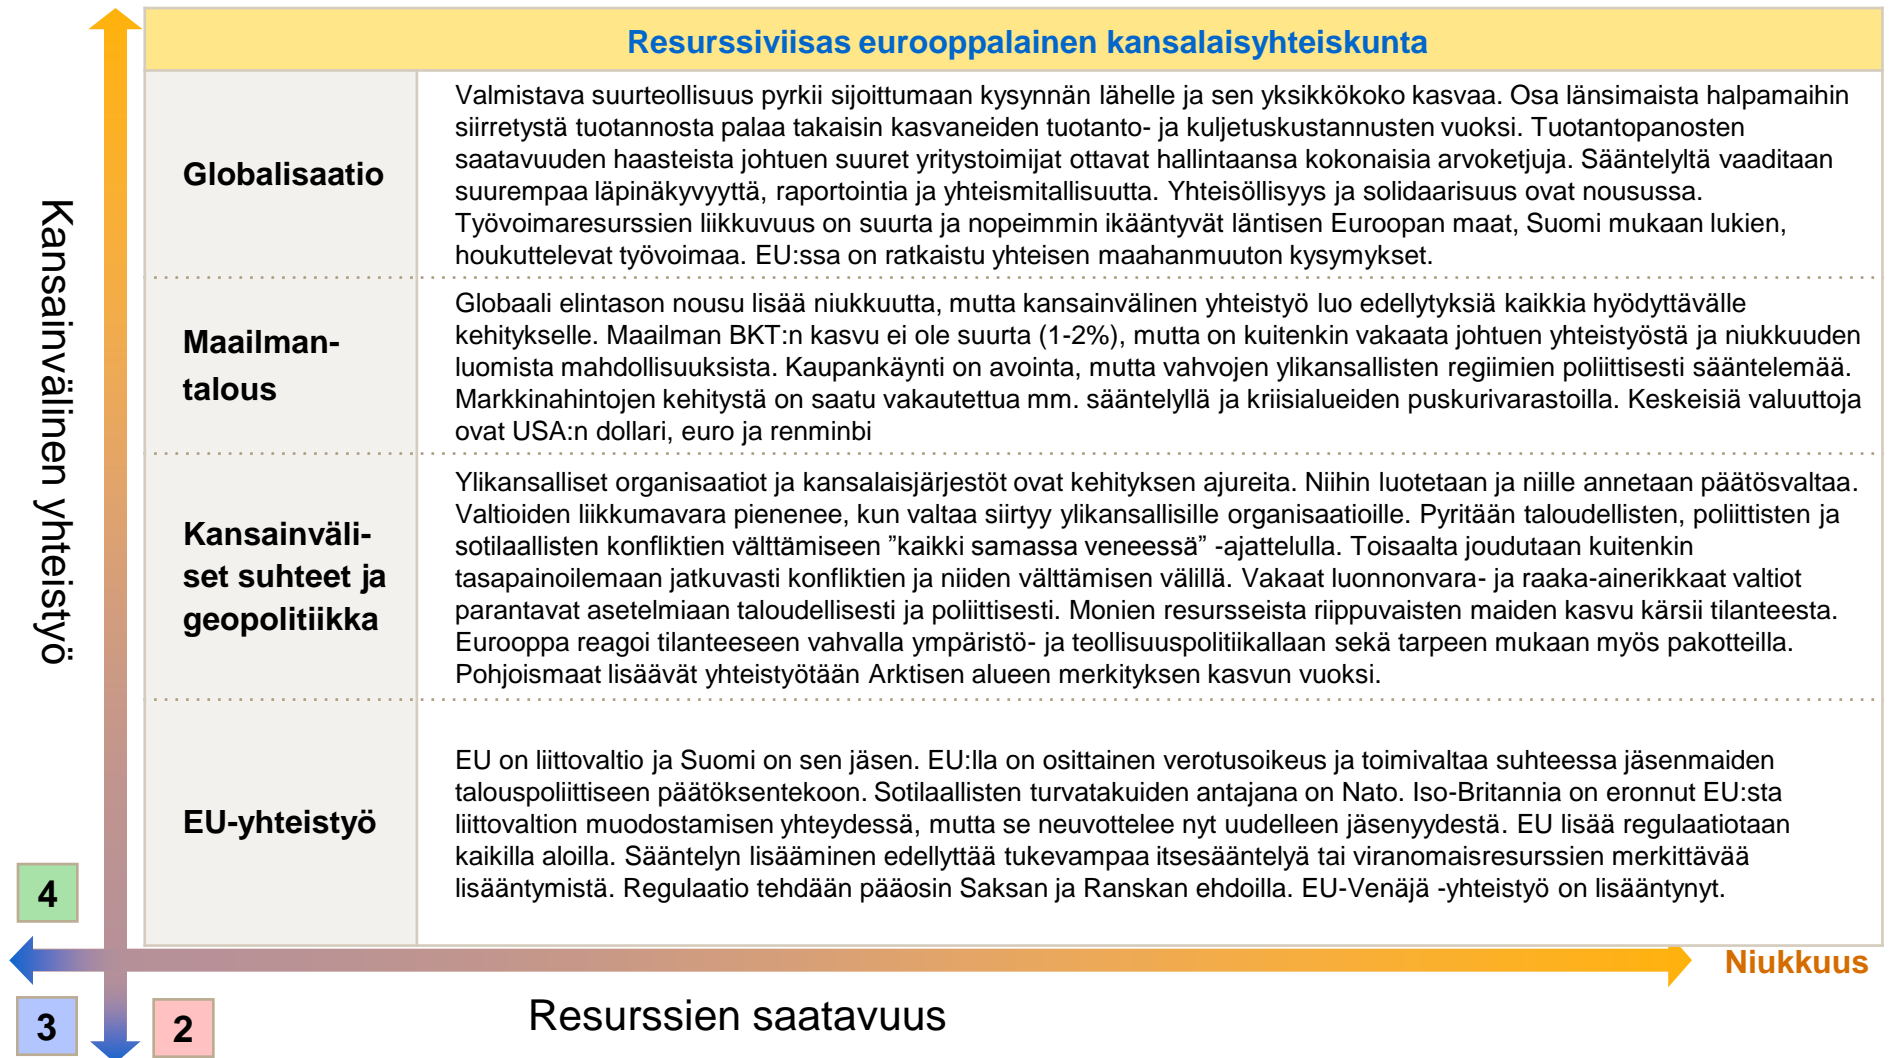 Resurssiviisas eurooppalainen kansalaisyhteiskunta
Globalisaatio
Valmistava suurteollisuus pyrkii sijoittumaan kysynnän lähelle ja sen yksikkökoko kasvaa. Osa länsimaista halpamaihin
siirretystä tuotannosta palaa takaisin kasvaneiden tuotanto- ja kuljetuskustannusten vuoksi. Tuotantopanosten
saatavuuden haasteista johtuen suuret yritystoimijat ottavat hallintaansa kokonaisia arvoketjuja. Sääntelyltä vaaditaan
suurempaa läpinäkyvyyttä, raportointia ja yhteismitallisuutta. Yhteisöllisyys ja solidaarisuus ovat nousussa.
Työvoimaresurssien liikkuvuus on suurta ja nopeimmin ikääntyvät läntisen Euroopan maat, Suomi mukaan lukien,
houkuttelevat työvoimaa. EU:ssa on ratkaistu yhteisen maahanmuuton kysymykset.
Maailman-
talous
Globaali elintason nousu lisää niukkuutta, mutta kansainvälinen yhteistyö luo edellytyksiä kaikkia hyödyttävälle
kehitykselle. Maailman BKT:n kasvu ei ole suurta (1-2%), mutta on kuitenkin vakaata johtuen yhteistyöstä ja niukkuuden
luomista mahdollisuuksista. Kaupankäynti on avointa, mutta vahvojen ylikansallisten regiimien poliittisesti sääntelemää.
Markkinahintojen kehitystä on saatu vakautettua mm. sääntelyllä ja kriisialueiden puskurivarastoilla. Keskeisiä valuuttoja
ovat USA:n dollari, euro ja renminbi
Kansainväli-
set suhteet ja
geopolitiikka
Ylikansalliset organisaatiot ja kansalaisjärjestöt ovat kehityksen ajureita. Niihin luotetaan ja niille annetaan päätösvaltaa.
Valtioiden liikkumavara pienenee, kun valtaa siirtyy ylikansallisille organisaatioille. Pyritään taloudellisten, poliittisten ja
sotilaallisten konfliktien välttämiseen ”kaikki samassa veneessä” -ajattelulla. Toisaalta joudutaan kuitenkin
tasapainoilemaan jatkuvasti konfliktien ja niiden välttämisen välillä. Vakaat luonnonvara- ja raaka-ainerikkaat valtiot
parantavat asetelmiaan taloudellisesti ja poliittisesti. Monien resursseista riippuvaisten maiden kasvu kärsii tilanteesta.
Eurooppa reagoi tilanteeseen vahvalla ympäristö- ja teollisuuspolitiikallaan sekä tarpeen mukaan myös pakotteilla.
Pohjoismaat lisäävät yhteistyötään Arktisen alueen merkityksen kasvun vuoksi.
EU-yhteistyö
EU on liittovaltio ja Suomi on sen jäsen. EU:lla on osittainen verotusoikeus ja toimivaltaa suhteessa jäsenmaiden
talouspoliittiseen päätöksentekoon. Sotilaallisten turvatakuiden antajana on Nato. Iso-Britannia on eronnut EU:sta
liittovaltion muodostamisen yhteydessä, mutta se neuvottelee nyt uudelleen jäsenyydestä. EU lisää regulaatiotaan
kaikilla aloilla. Sääntelyn lisääminen edellyttää tukevampaa itsesääntelyä tai viranomaisresurssien merkittävää
lisääntymistä. Regulaatio tehdään pääosin Saksan ja Ranskan ehdoilla. EU-Venäjä -yhteistyö on lisääntynyt.
Kansainvälinen yhteistyö
4
3
2
Resurssien saatavuus
Niukkuus